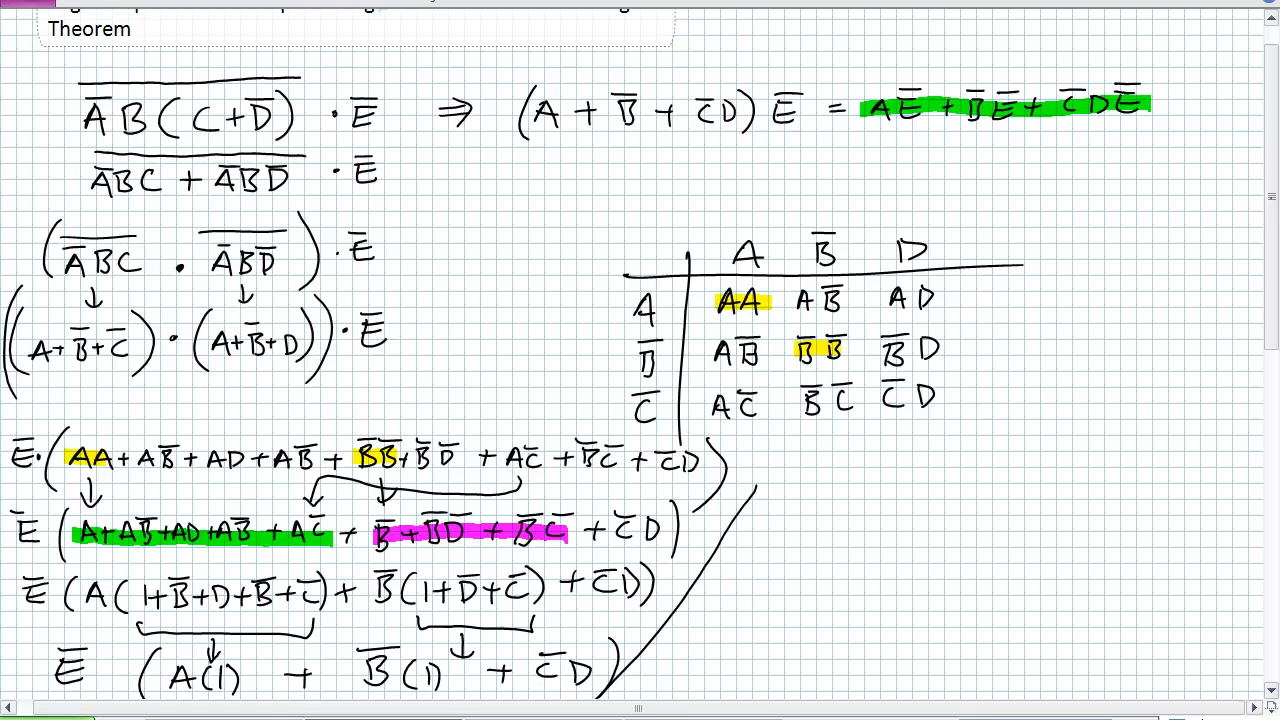 Theorem
A̅B(C+D̅)‾ · E̅ ⇒ (A + B̅ + C̅D) E̅ = AE̅ + B̅E̅ + C̅DE̅
A̅BC + A̅BD̅‾ · E̅
(A̅BC‾ · A̅BD̅‾) · E̅
((A+B̅+C̅) · (A+B̅+D)) · E̅
A B̅ D
A AA AB̅ AD
B̅ AB̅ B̅B̅ B̅D
C̅ AC̅ B̅C̅ C̅D
E̅·(AA + AB̅ + AD + AB̅ + B̅B̅ + B̅D̅ + AC̅ + B̅C̅ + C̅D)
E̅ (A + AB̅ + AD + AB̅ + AC̅ + B̅ + B̅D̅ + B̅C̅ + C̅D)
E̅ (A(1+B̅+D+B̅+C̅) + B̅(1+D̅+C̅) + C̅D))
E̅ (A(1) + B̅(1) + C̅D)